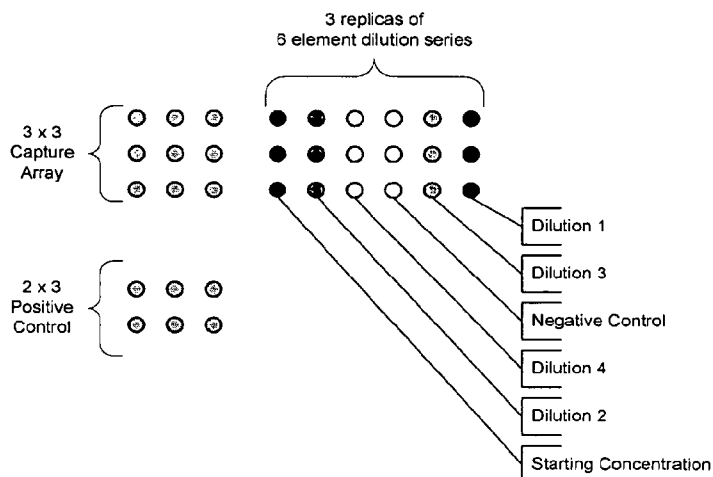 3 replicas of
6 element dilution series
3 x 3
Capture
Array
2 x 3
Positive
Control
Dilution 1
Dilution 3
Negative Control
Dilution 4
Dilution 2
Starting Concentration